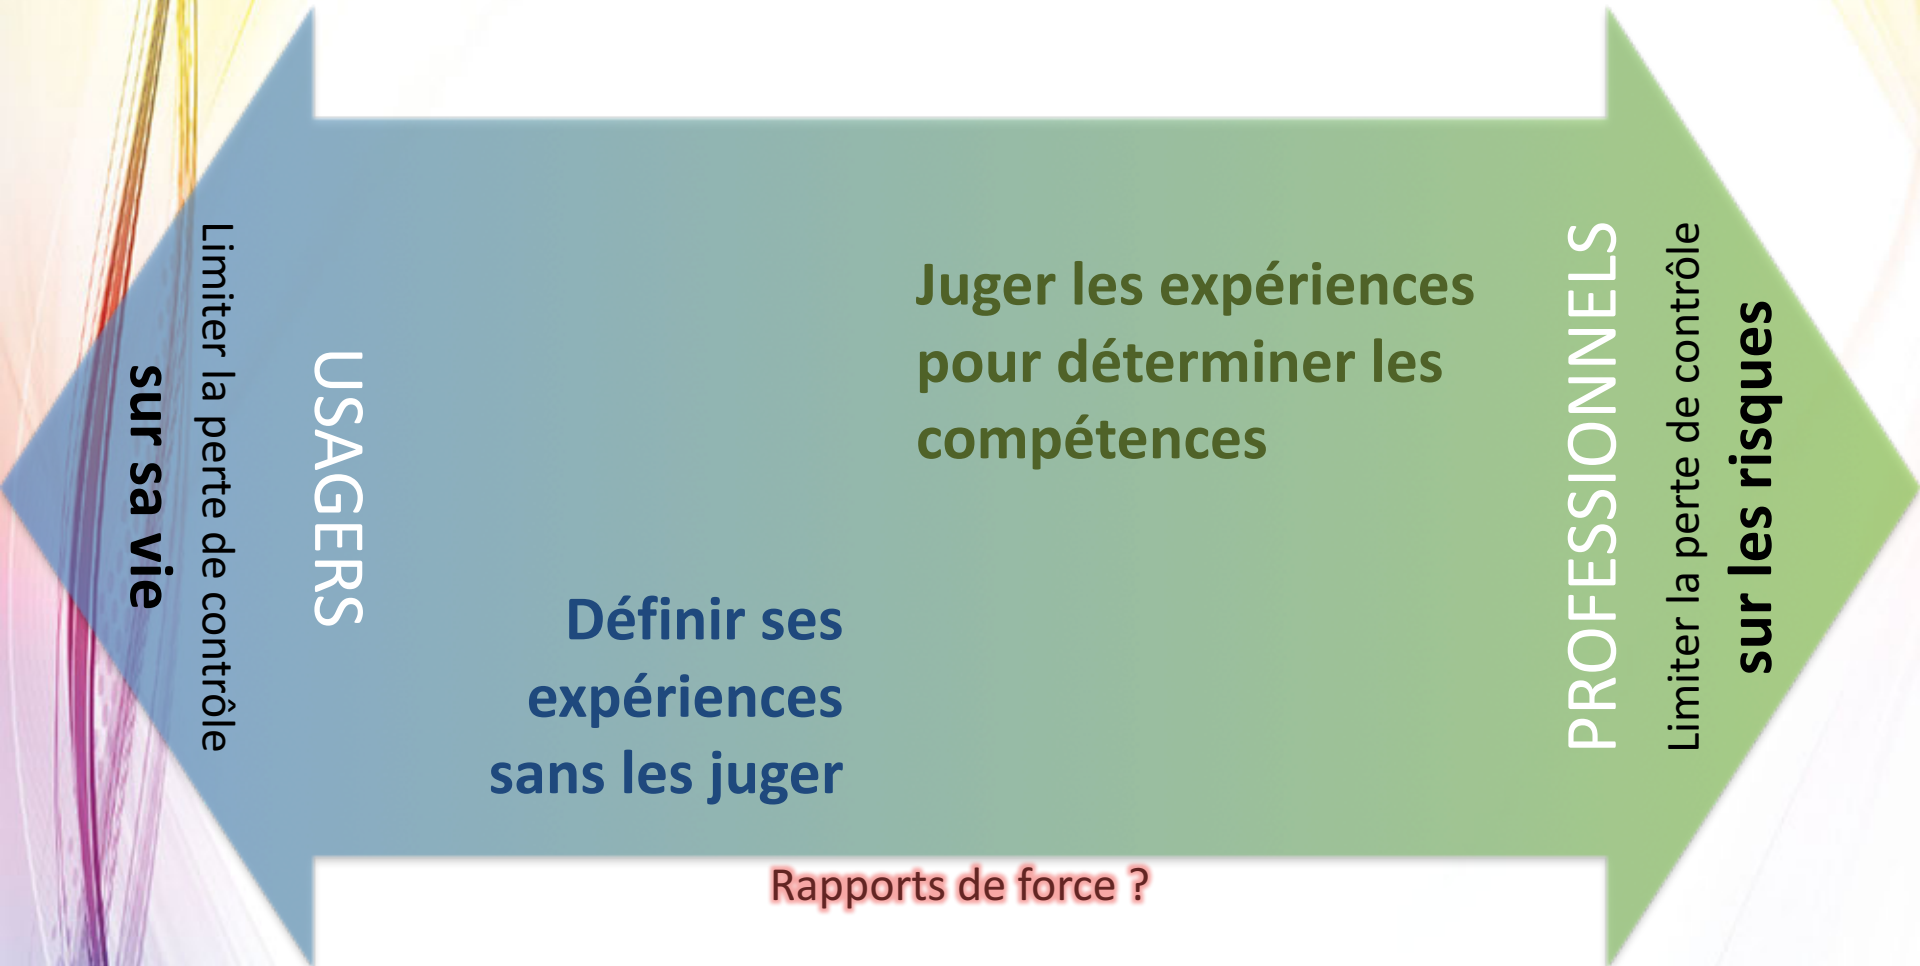 sur sa vie
Limiter la perte de contrôle
USAGERS
Définir ses
expériences
sans les juger
Juger les expériences
pour déterminer les
compétences
PROFESSIONNELS
Limiter la perte de contrôle
sur les risques
Rapports de force ?